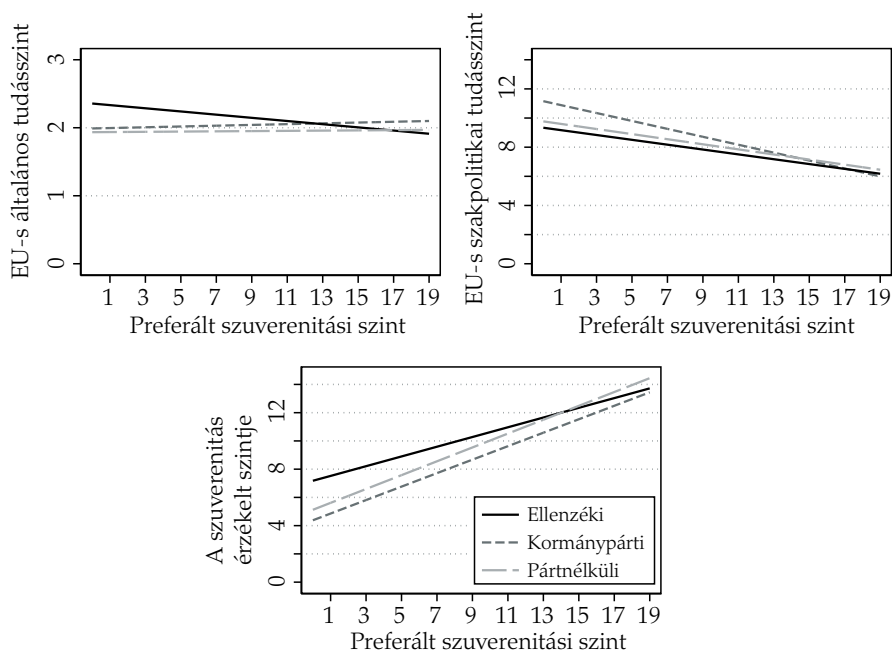 EU-s általános tudásszint
3
2
1
0
1 3 5 7 9 11 13 15 17 19
Preferált szuverenitási szint
EU-s szakpolitikai tudásszint
12
8
4
0
1 3 5 7 9 11 13 15 17 19
Preferált szuverenitási szint
A szuverenitás
érzékelt szintje
12
8
4
0
Ellenzéki
Kormánypárti
Pártnélküli
1 3 5 7 9 11 13 15 17 19
Preferált szuverenitási szint